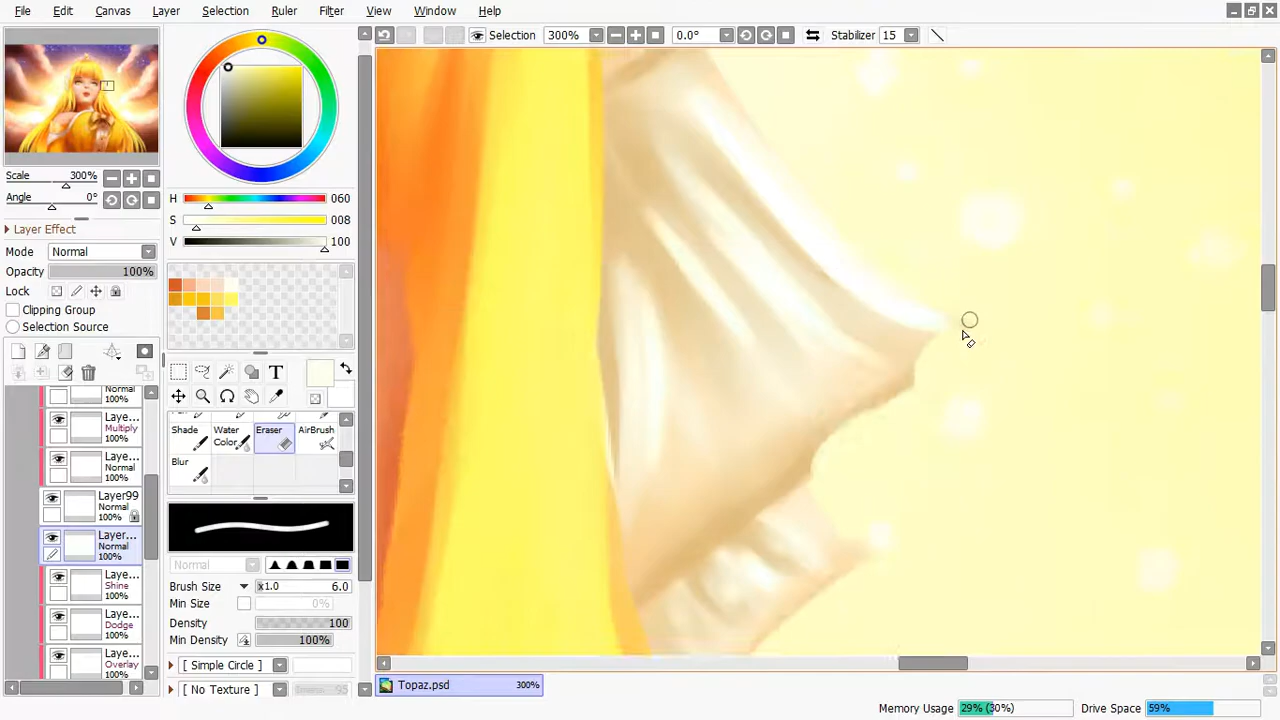 File Edit Canvas Layer Selection Ruler Filter View Window Help
Selection 300% 0.0° Stabilizer 15
Scale 300%
Angle 0°
Layer Effect
Mode Normal
Opacity 100%
Lock
Clipping Group
Selection Source
H 060
S 008
V 100
Normal
100%
Laye...
Multiply
100%
Laye...
Normal
100%
Layer99
Normal
100%
Layer...
Normal
100%
Laye...
Shine
100%
Laye...
Dodge
100%
Laye...
Overlay
100%
T
Shade Water Color Eraser AirBrush
Blur
Normal
Brush Size x1.0 6.0
Min Size 0%
Density 100
Min Density 100%
[ Simple Circle ]
[ No Texture ] 95
Topaz.psd 300%
Memory Usage 29% (30%) Drive Space 59%